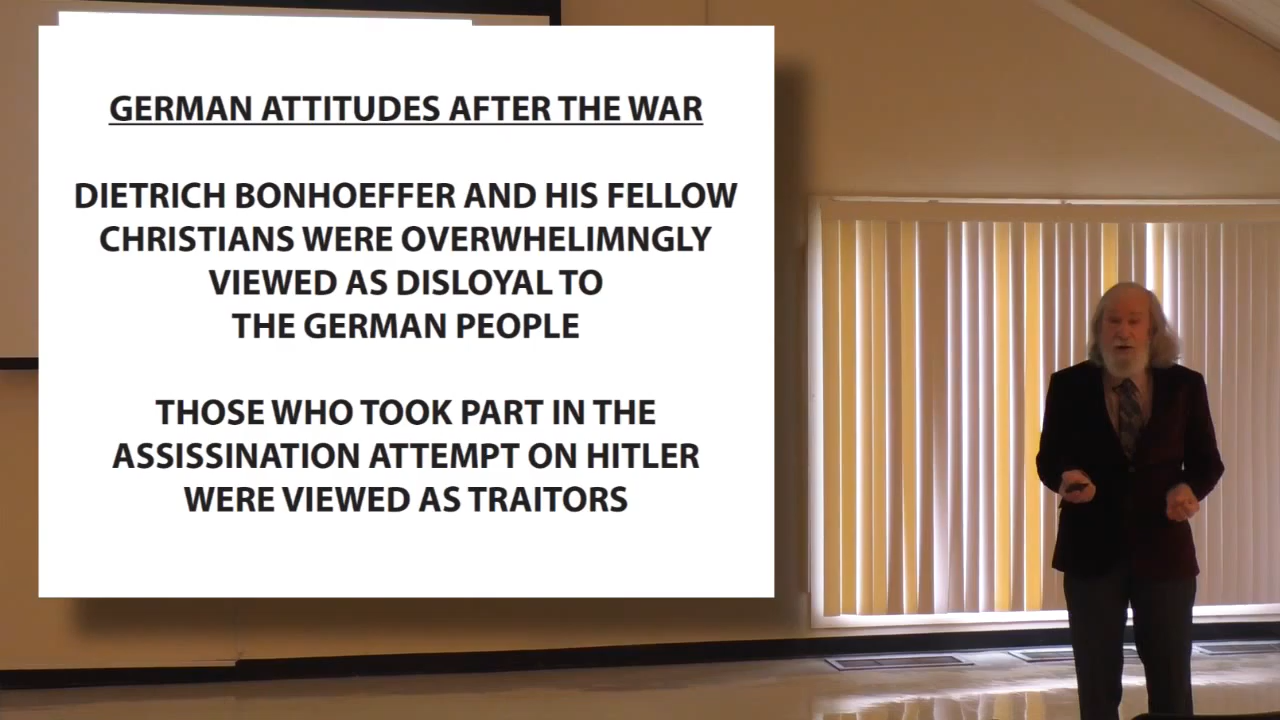 GERMAN ATTITUDES AFTER THE WAR
DIETRICH BONHOEFFER AND HIS FELLOW
CHRISTIANS WERE OVERWHELIMNGLY
VIEWED AS DISLOYAL TO
THE GERMAN PEOPLE
THOSE WHO TOOK PART IN THE
ASSISSINATION ATTEMPT ON HITLER
WERE VIEWED AS TRAITORS